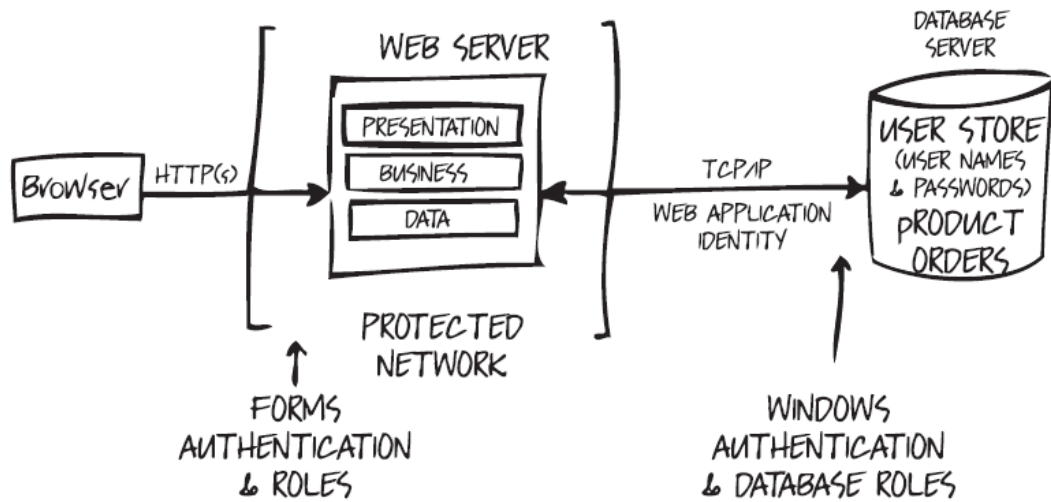 DATABASE
SERVER
WEB SERVER
PRESENTATION
BUSINESS
DATA
Browser
HTTP(s)
TCP/IP
WEB APPLICATION
IDENTITY
USER STORE
(USER NAMES
& PASSWORDS)
pRODUCT
ORDERS
PROTECTED
NETWORK
FORMS
AUTHENTICATION
& ROLES
WINDOWS
AUTHENTICATION
& DATABASE ROLES